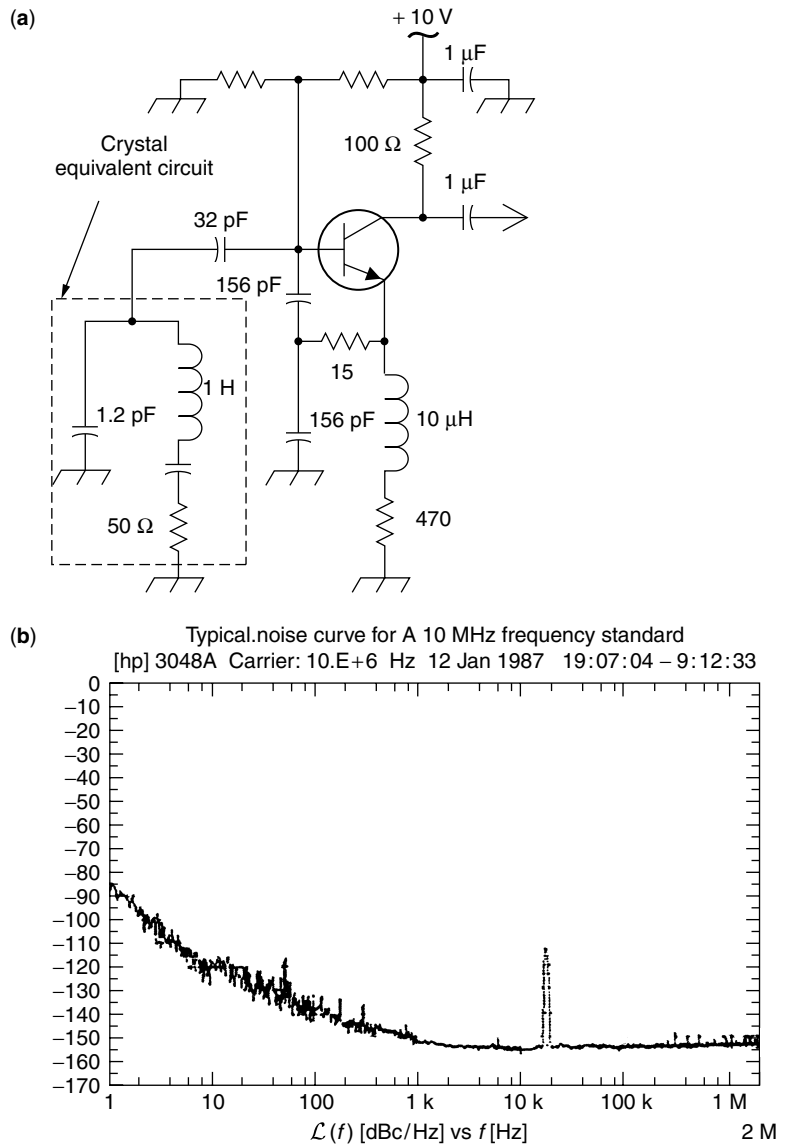 (a)
+ 10 V
1 µF
100 Ω
Crystal
equivalent circuit
1 µF
32 pF
156 pF
15
1 H
1.2 pF
156 pF
10 µH
50 Ω
470
(b)
Typical.noise curve for A 10 MHz frequency standard
[hp] 3048A Carrier: 10.E+6 Hz 12 Jan 1987 19:07:04 – 9:12:33
0
–10
–20
–30
–40
–50
–60
–70
–80
–90
–100
–110
–120
–130
–140
–150
–160
–170
1 10 100 1 k 10 k 100 k 1 M
ℒ(f) [dBc/Hz] vs f [Hz] 2 M